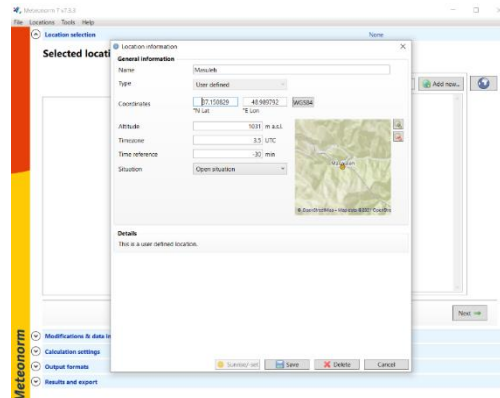 Meteonorm 7 v7.3.3
File Locations Tools Help
Location selection
None
Selected locati
Add new...
Location information
General information
Name
Type
User defined
Coordinates
37.150829
48.989792
WGS84
°N Lat
°E Lon
Altitude
1031 m a.s.l.
Timezone
3.5 UTC
Time reference
-30 min
Situation
Open situation
Details
This is a user defined location.
Save
Delete
Cancel
Next
Modifications & data in
Calculation settings
Output formats
Results and export
Meteonorm